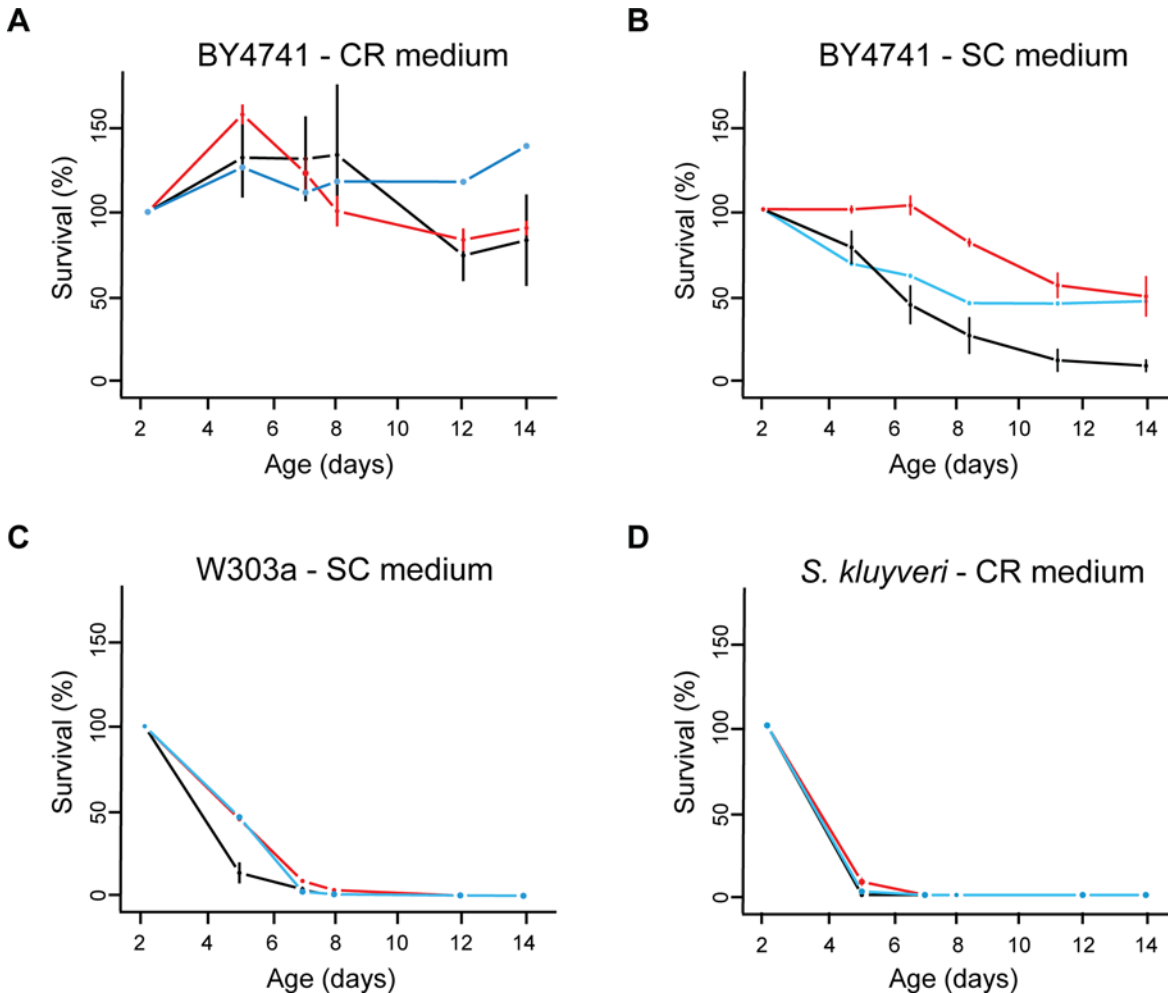 A
BY4741 - CR medium
Survival (%)
150
100
50
0
2 4 6 8 10 12 14
Age (days)
B
BY4741 - SC medium
Survival (%)
150
100
50
0
2 4 6 8 10 12 14
Age (days)
C
W303a - SC medium
Survival (%)
150
100
50
0
2 4 6 8 10 12 14
Age (days)
D
S. kluyveri - CR medium
Survival (%)
150
100
50
0
2 4 6 8 10 12 14
Age (days)